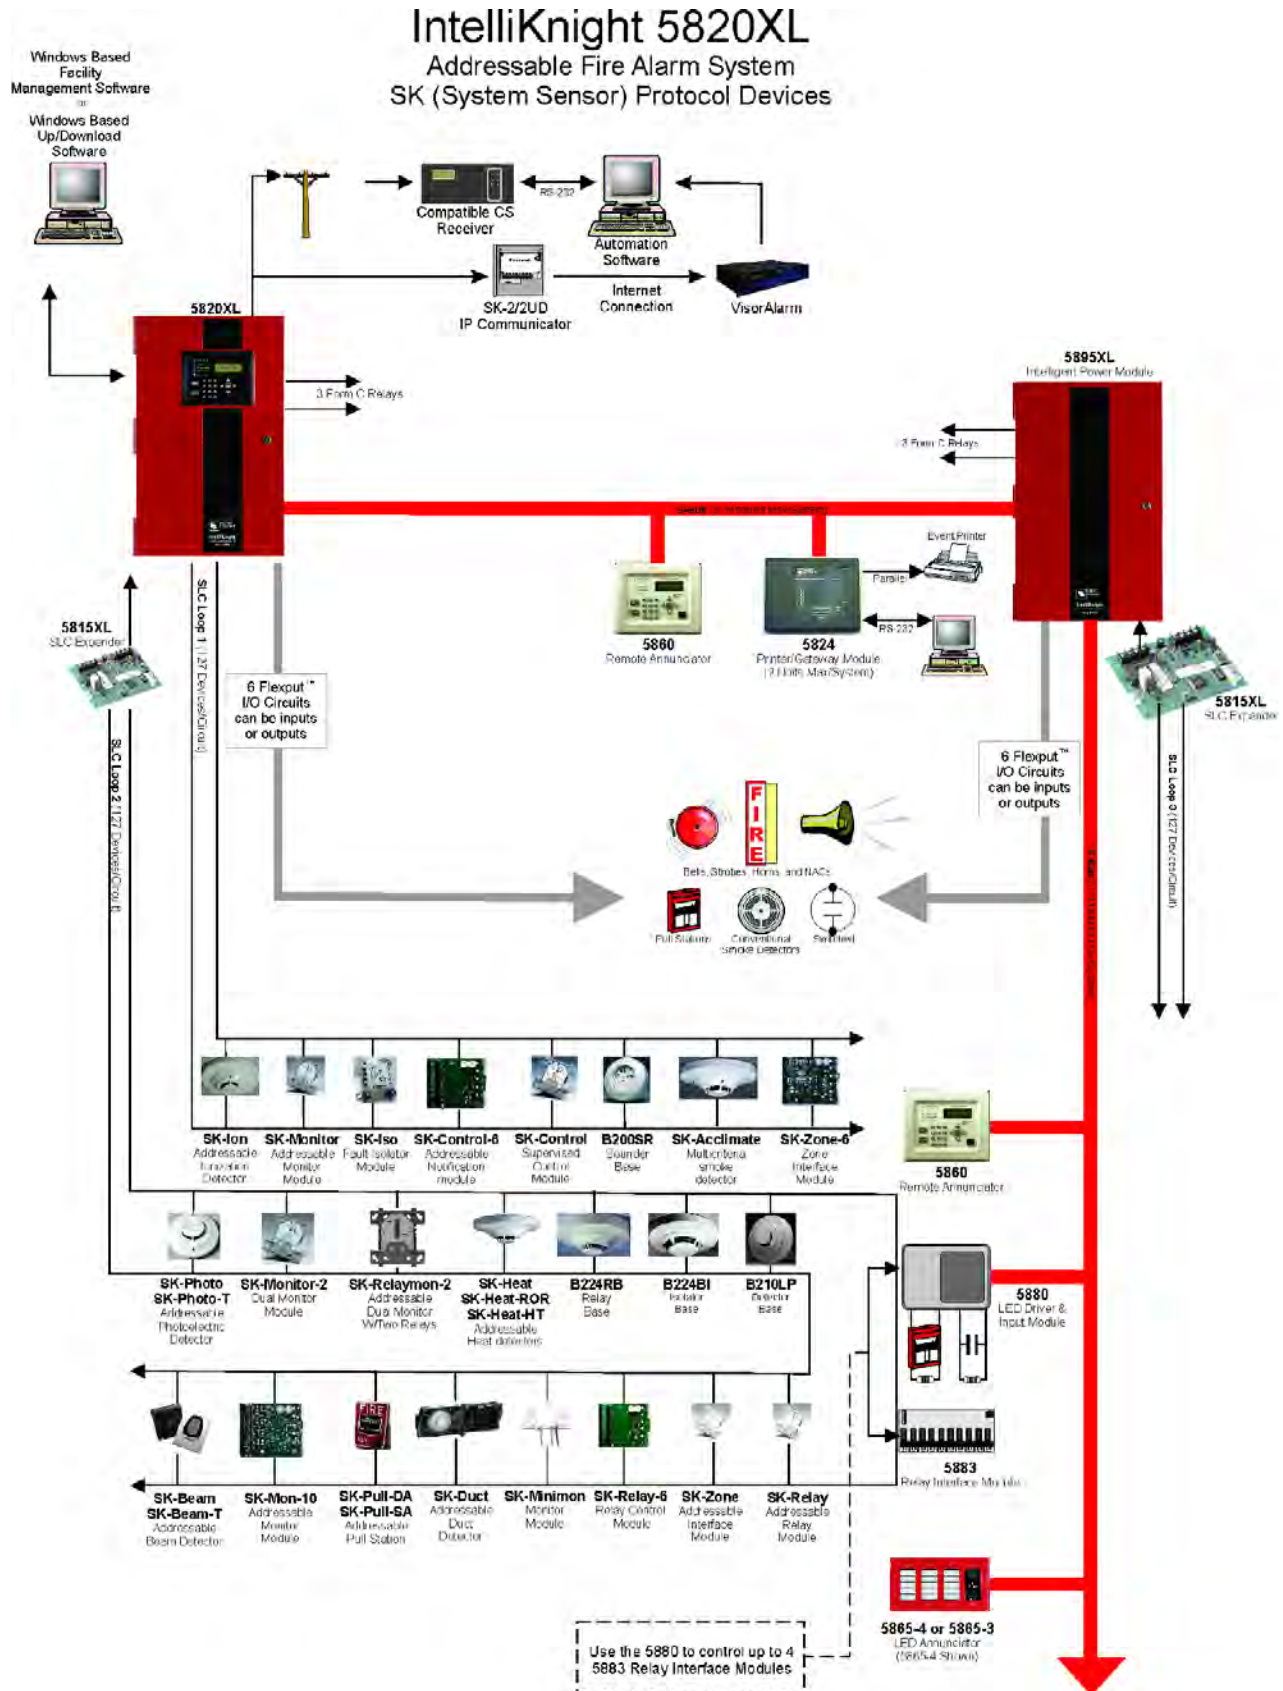 IntelliKnight 5820XL
Addressable Fire Alarm System
SK (System Sensor) Protocol Devices
Windows Based
Facility
Management Software
or
Windows Based
Up/Download
Software
Compatible CS
Receiver
RS-232
Automation
Software
SK-2/2UD
IP Communicator
Internet
Connection
VisorAlarm
5820XL
3 Form C Relays
5895XL
Intelligent Power Module
3 Form C Relays
5860
Remote Annunciator
5824
Printer/Gateway Module
(2 Units Max/System)
Event Printer
Parallel
RS-232
5815XL
SLC Expander
SLC Loop 1 (127 Devices/Circuit)
SLC Loop 2 (127 Devices/Circuit)
6 Flexput™
I/O Circuits
can be inputs
or outputs
5815XL
SLC Expander
6 Flexput™
I/O Circuits
can be inputs
or outputs
SLC Loop 3 (127 Devices/Circuit)
FIRE
Bells, Strobes, Horns, and NACs
Pull Stations
Conventional
Smoke Detectors
Switches
SK-Ion
Addressable
Ionization
Detector
SK-Monitor
Addressable
Monitor
Module
SK-Iso
Fault Isolator
Module
SK-Control-6
Addressable
Notification
module
SK-Control
Supervised
Control
Module
B200SR
Sounder
Base
SK-Acclimate
Multicriteria
smoke
detector
SK-Zone-6
Zone
Interface
Module
5860
Remote Annunciator
SK-Photo
SK-Photo-T
Addressable
Photoelectric
Detector
SK-Monitor-2
Dual Monitor
Module
SK-Relaymon-2
Addressable
Dual Monitor
W/Two Relays
SK-Heat
SK-Heat-ROR
SK-Heat-HT
Addressable
Heat detectors
B224RB
Relay
Base
B224BI
Isolator
Base
B210LP
Detector
Base
5880
LED Driver &
Input Module
FIRE
5883
Relay Interface Module
SK-Beam
SK-Beam-T
Addressable
Beam Detector
SK-Mon-10
Addressable
Monitor
Module
SK-Pull-DA
SK-Pull-SA
Addressable
Pull Station
SK-Duct
Addressable
Duct
Detector
SK-Minimon
Monitor
Module
SK-Relay-6
Relay Control
Module
SK-Zone
Addressable
Interface
Module
SK-Relay
Addressable
Relay
Module
5865-4 or 5865-3
LED Annunciator
(5865-4 Shown)
Use the 5880 to control up to 4
5883 Relay Interface Modules